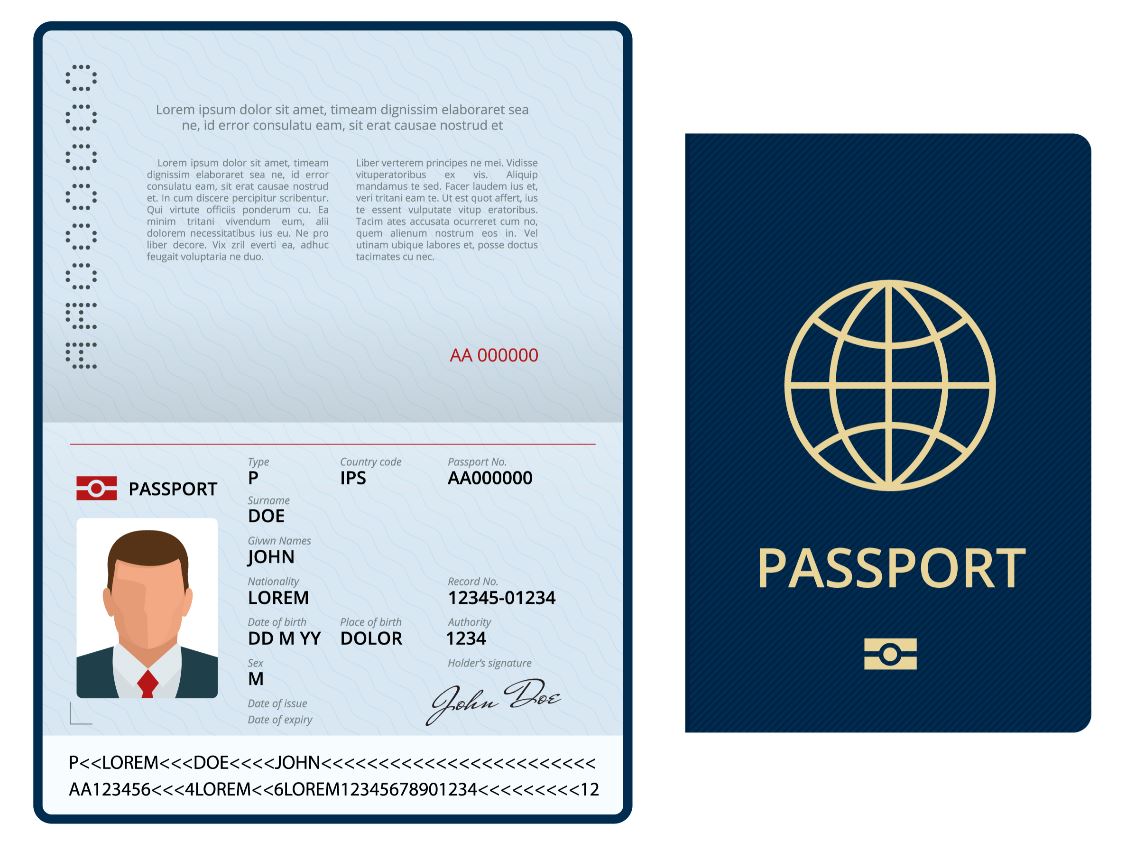 Lorem ipsum dolor sit amet, timeam dignissim elaboraret sea
ne, id error consulatu eam, sit erat causae nostrud et
Lorem ipsum dolor sit amet, timeam
dignissim elaboraret sea ne, id error
consulatu eam, sit erat causae nostrud
et. In cum discere percipitur scribentur.
Qui virtute officiis ponderum cu. Ea
minim tritani vivendum eum, alii
dolorem necessitatibus ius eu. Ne pro
liber decore. Vix zril everti ea, adhuc
feugait voluptaria ne duo.
Liber verterem principes ne mei. Vidisse
vituperatoribus ex vis. Aliquip
mandamus te sed. Facer laudem ius et,
veri tritani eam te. Ut est quot affert, ius
te essent vulputate vitup eratoribus.
Tacim ates accusata ocurreret cum no,
quem alienum nostrum eos in. Vel
utinam ubique labores et, posse doctus
tacimates cu nec.
AA000000
AA 000000
PASSPORT
Type Country code Passport No.
P IPS AA000000
Surname
DOE
Givwn Names
JOHN
Nationality Record No.
LOREM 12345-01234
Date of birth Place of birth Authority
DD M YY DOLOR 1234
Sex Holder's signature
M
John Doe
Date of issue
Date of expiry
P<<LOREM<<<DOE<<<<JOHN<<<<<<<<<<<<<<<<<<<<<<<<
AA123456<<<4LOREM<<6LOREM12345678901234<<<<<<<<<12
PASSPORT